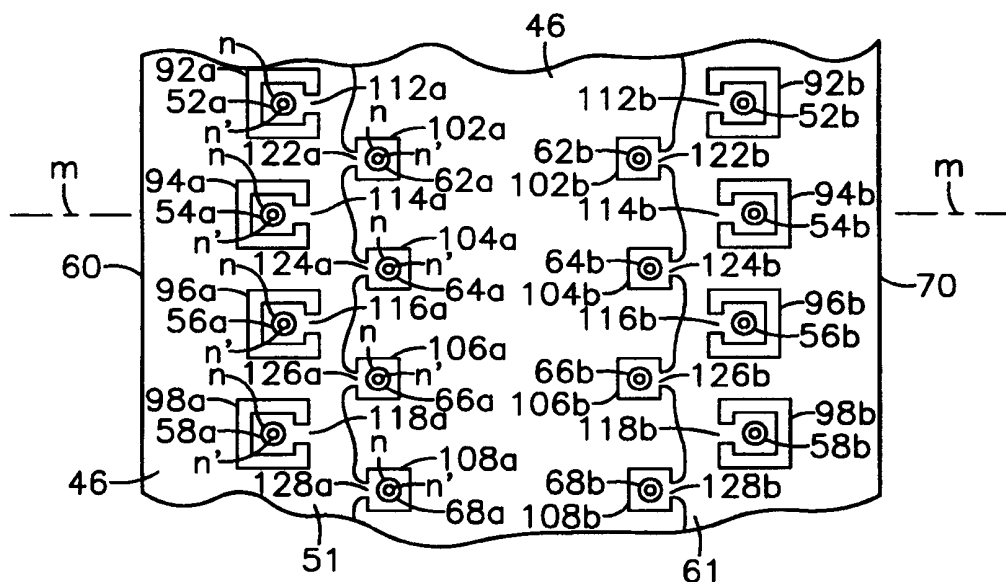 46
n
92a
52a
n'
112a
n
102a
n'
122a
62a
112b
92b
52b
62b
122b
102b
m
n
94a
54a
n'
114a
n
104a
n'
124a
64a
94b
114b
54b
m
64b
124b
104b
60
n
96a
56a
n'
116a
n
106a
n'
126a
66a
70
96b
116b
56b
66b
126b
106b
n
98a
58a
n'
118a
n
108a
n'
128a
68a
98b
118b
58b
68b
128b
108b
46
51
61